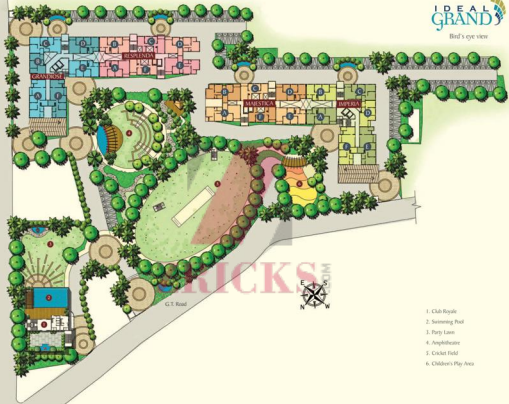 IDEAL
GRAND
Bird's eye view
RESPLENDA
GRANDIOSE
MAJESTICA
IMPERIA
RICKS
.COM
G.T. Road
E
S
N
W
1. Club Royale
2. Swimming Pool
3. Party Lawn
4. Amphitheatre
5. Cricket Field
6. Children's Play Area